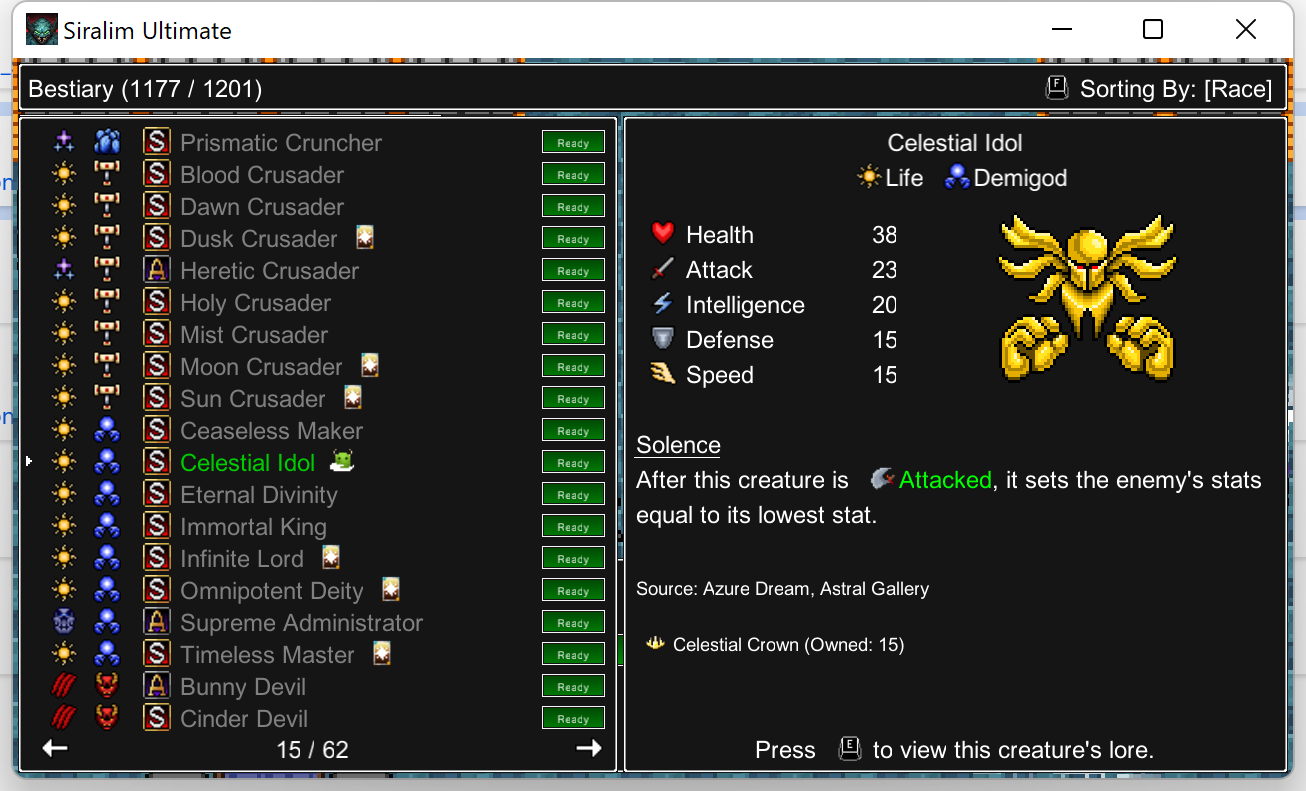 Siralim Ultimate
Bestiary (1177 / 1201)
F Sorting By: [Race]
S Prismatic Cruncher Ready
S Blood Crusader Ready
S Dawn Crusader Ready
S Dusk Crusader Ready
A Heretic Crusader Ready
S Holy Crusader Ready
S Mist Crusader Ready
S Moon Crusader Ready
S Sun Crusader Ready
S Ceaseless Maker Ready
S Celestial Idol Ready
S Eternal Divinity Ready
S Immortal King Ready
S Infinite Lord Ready
S Omnipotent Deity Ready
A Supreme Administrator Ready
S Timeless Master Ready
A Bunny Devil Ready
S Cinder Devil Ready
15 / 62
Celestial Idol
Life Demigod
Health 38
Attack 23
Intelligence 20
Defense 15
Speed 15
Solence
After this creature is Attacked, it sets the enemy's stats
equal to its lowest stat.
Source: Azure Dream, Astral Gallery
Celestial Crown (Owned: 15)
Press E to view this creature's lore.